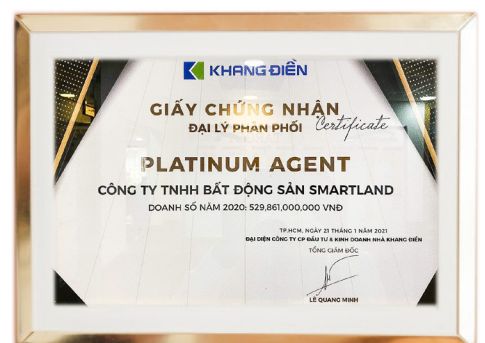 KHANG ĐIỀN
GIẤY CHỨNG NHẬN
ĐẠI LÝ PHÂN PHỐI Certificate
PLATINUM AGENT
CÔNG TY TNHH BẤT ĐỘNG SẢN SMARTLAND
DOANH SỐ NĂM 2020: 529,861,000,000 VNĐ
TP.HCM, NGÀY 21 THÁNG 1 NĂM 2021
ĐẠI DIỆN CÔNG TY CP ĐẦU TƯ & KINH DOANH NHÀ KHANG ĐIỀN
TỔNG GIÁM ĐỐC
LÊ QUANG MINH